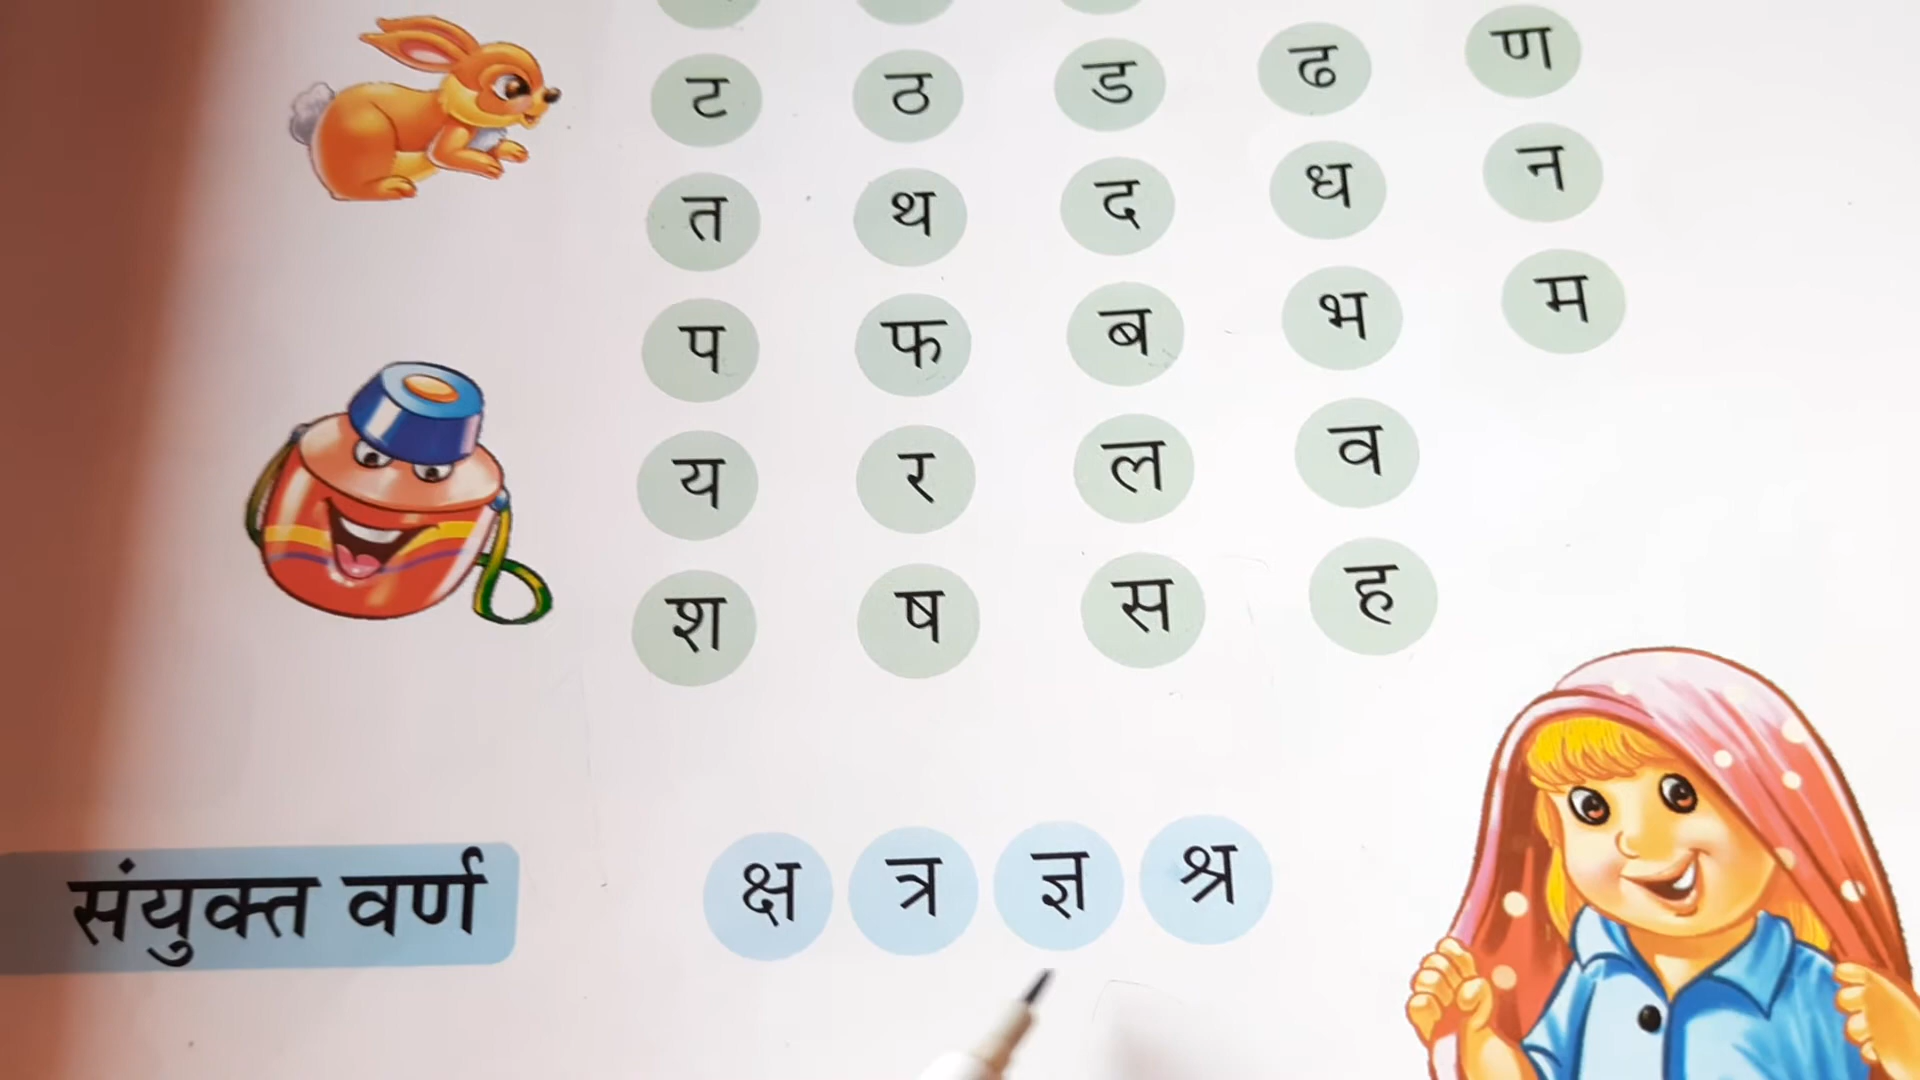 ट ठ ड ढ ण
त थ द ध न
प फ ब भ म
य र ल व
श ष स ह
संयुक्त वर्ण क्ष त्र ज्ञ श्र